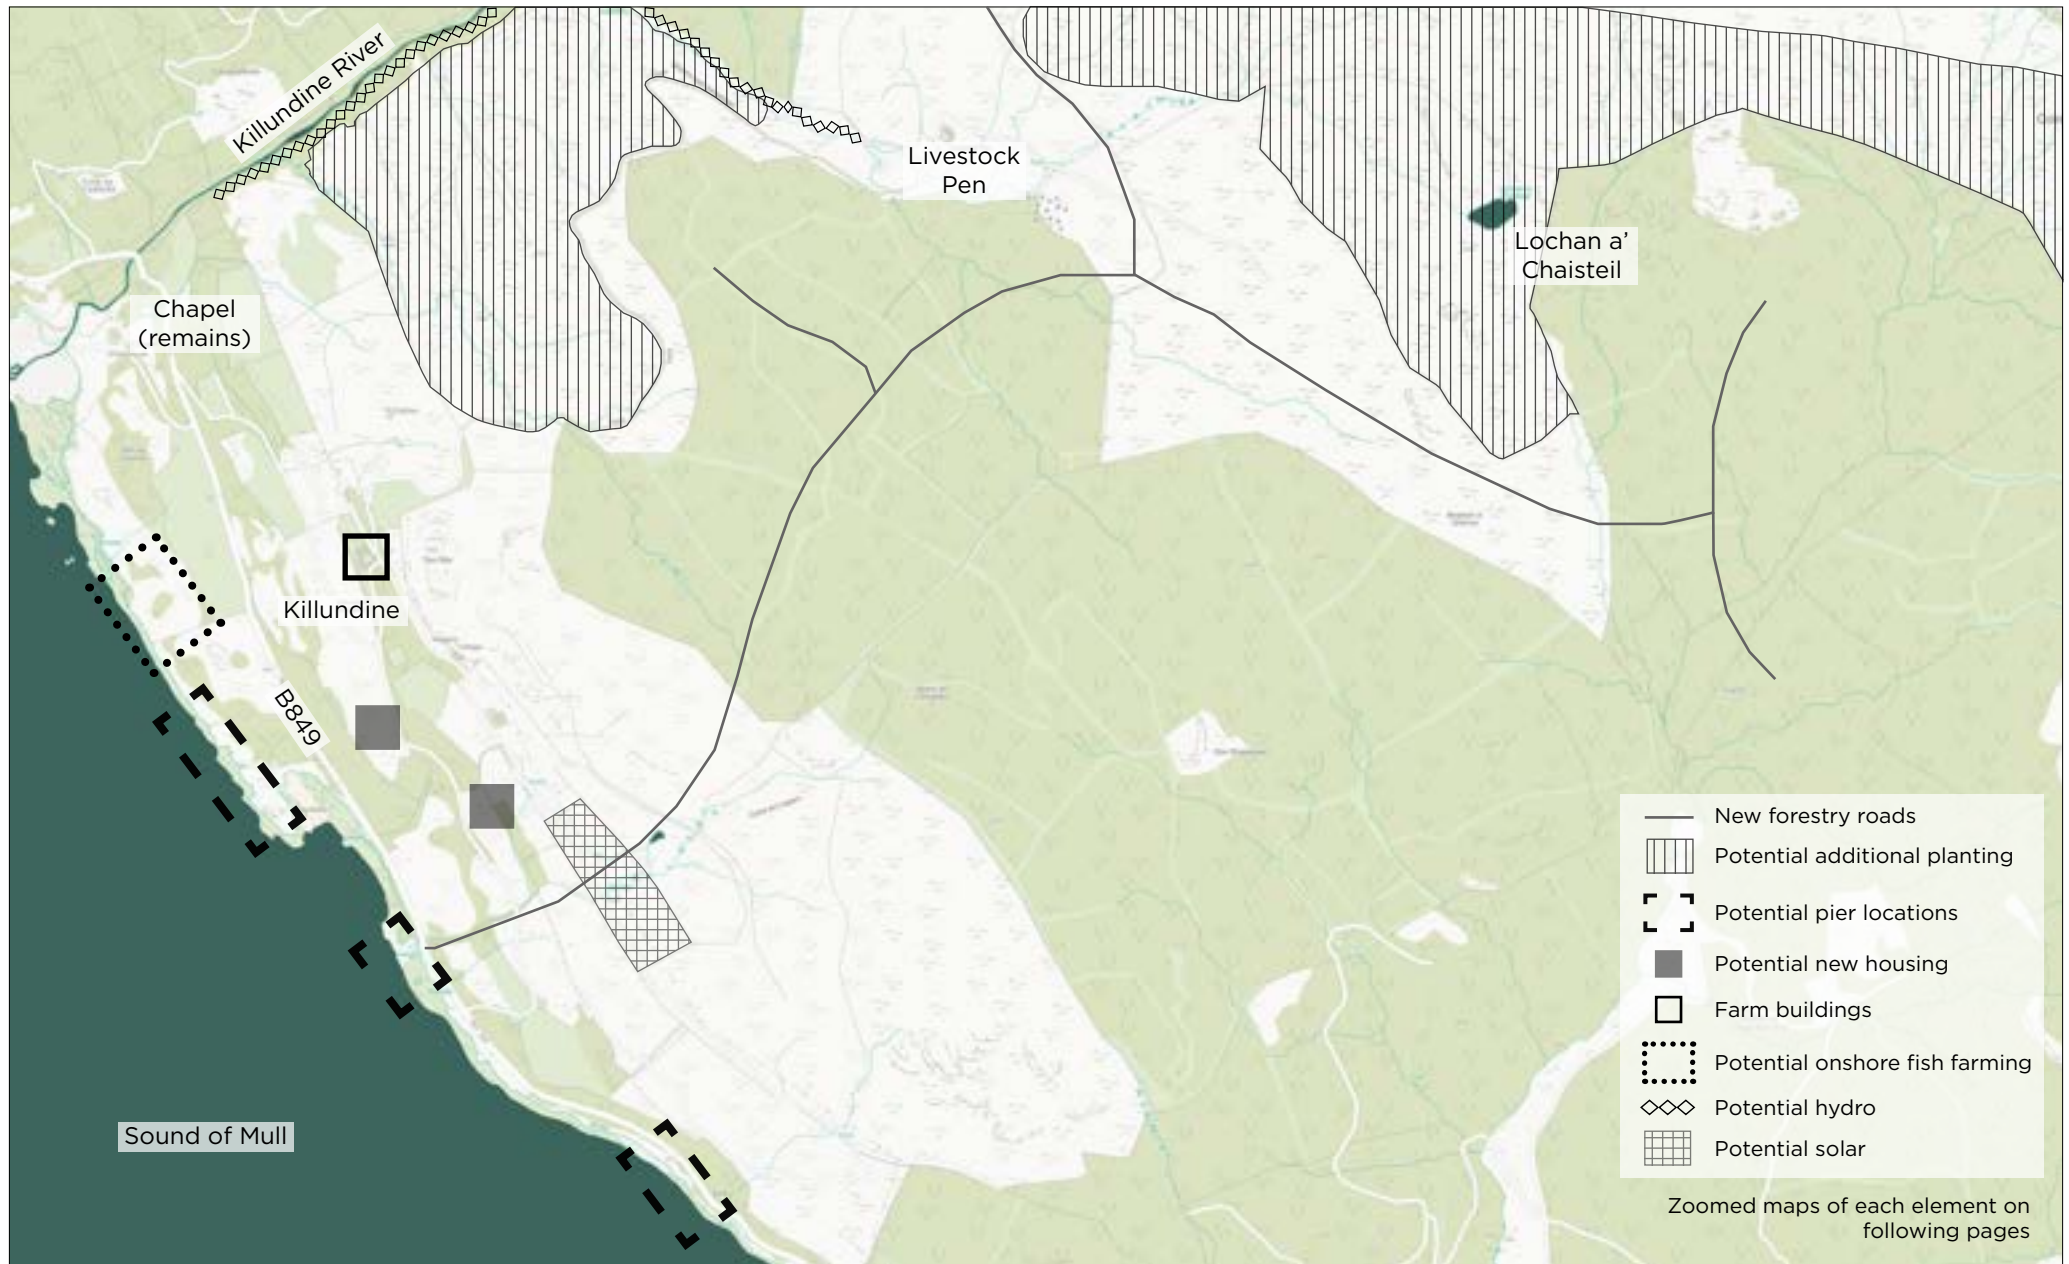 Killundine River
Livestock
Pen
Lochan a’
Chaisteil
Chapel
(remains)
Killundine
B849
Sound of Mull
New forestry roads
Potential additional planting
Potential pier locations
Potential new housing
Farm buildings
Potential onshore fish farming
Potential hydro
Potential solar
Zoomed maps of each element on
following pages